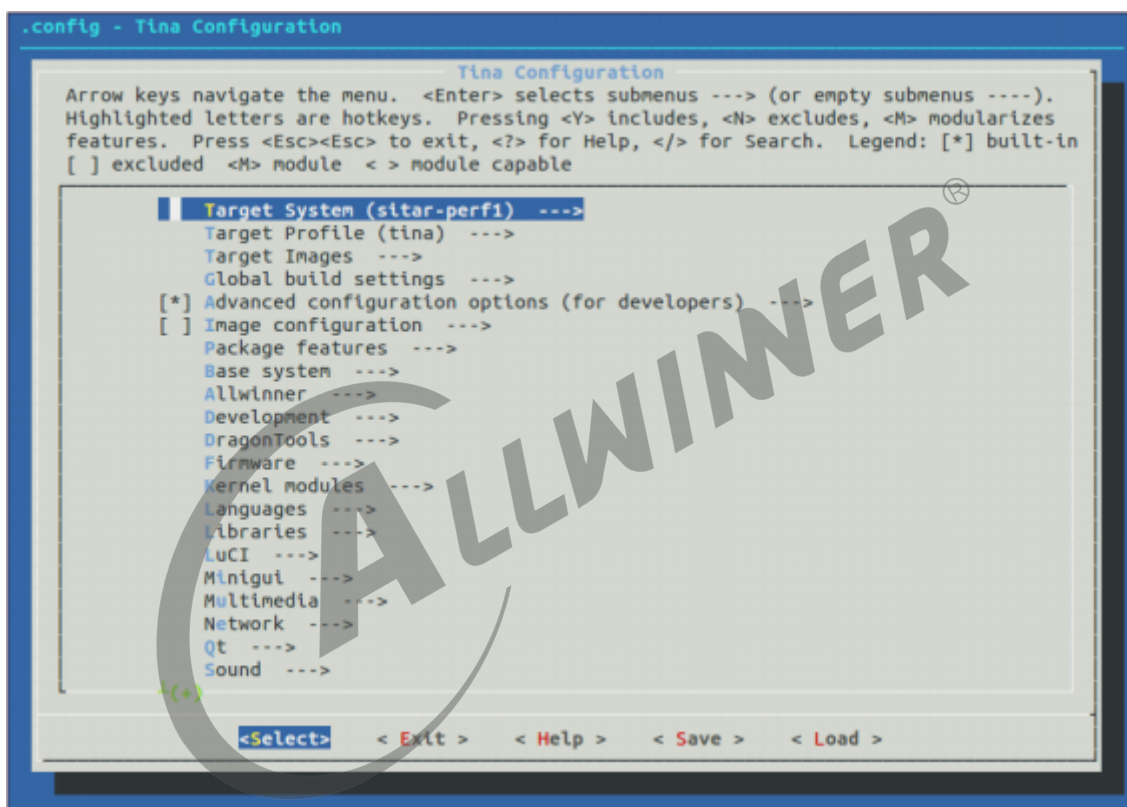 .config - Tina Configuration
Tina Configuration
Arrow keys navigate the menu.  <Enter> selects submenus ---> (or empty submenus ----).
Highlighted letters are hotkeys.  Pressing <Y> includes, <N> excludes, <M> modularizes
features.  Press <Esc><Esc> to exit, <?> for Help, </> for Search.  Legend: [*] built-in
[ ] excluded  <M> module  < > module capable
Target System (sitar-perf1)  --->
Target Profile (tina)  --->
Target Images  --->
Global build settings  --->
[*] Advanced configuration options (for developers)  --->
[ ] Image configuration  --->
Package features  --->
Base system  --->
Allwinner  --->
Development  --->
DragonTools  --->
Firmware  --->
Kernel modules  --->
Languages  --->
Libraries  --->
LuCI  --->
Minigui  --->
Multimedia  --->
Network  --->
Qt  --->
Sound  --->
(+)
<Select>    < Exit >    < Help >    < Save >    < Load >
ALLWINNER®